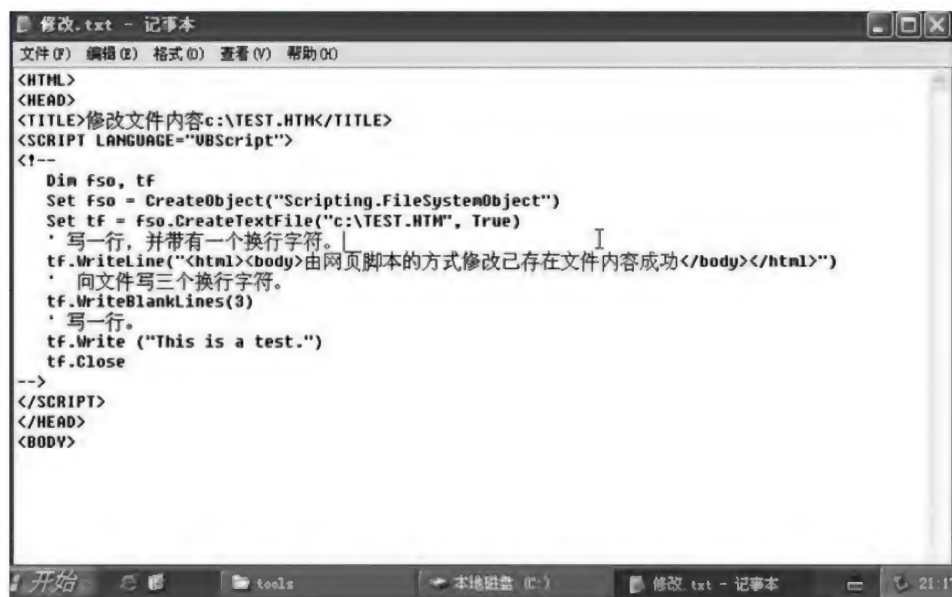 修改.txt - 记事本
文件(F) 编辑(E) 格式(O) 查看(V) 帮助(H)
<HTML>
<HEAD>
<TITLE>修改文件内容c:\TEST.HTM</TITLE>
<SCRIPT LANGUAGE="VBScript">
<!--
Dim fso, tf
Set fso = CreateObject("Scripting.FileSystemObject")
Set tf = fso.CreateTextFile("c:\TEST.HTM", True)
' 写一行，并带有一个换行字符。
tf.WriteLine("<html><body>由网页脚本的方式修改已存在文件内容成功</body></html>")
' 向文件写三个换行字符。
tf.WriteBlankLines(3)
' 写一行。
tf.Write ("This is a test.")
tf.Close
-->
</SCRIPT>
</HEAD>
<BODY>
开始 tools 本地磁盘 (C:) 修改.txt - 记事本